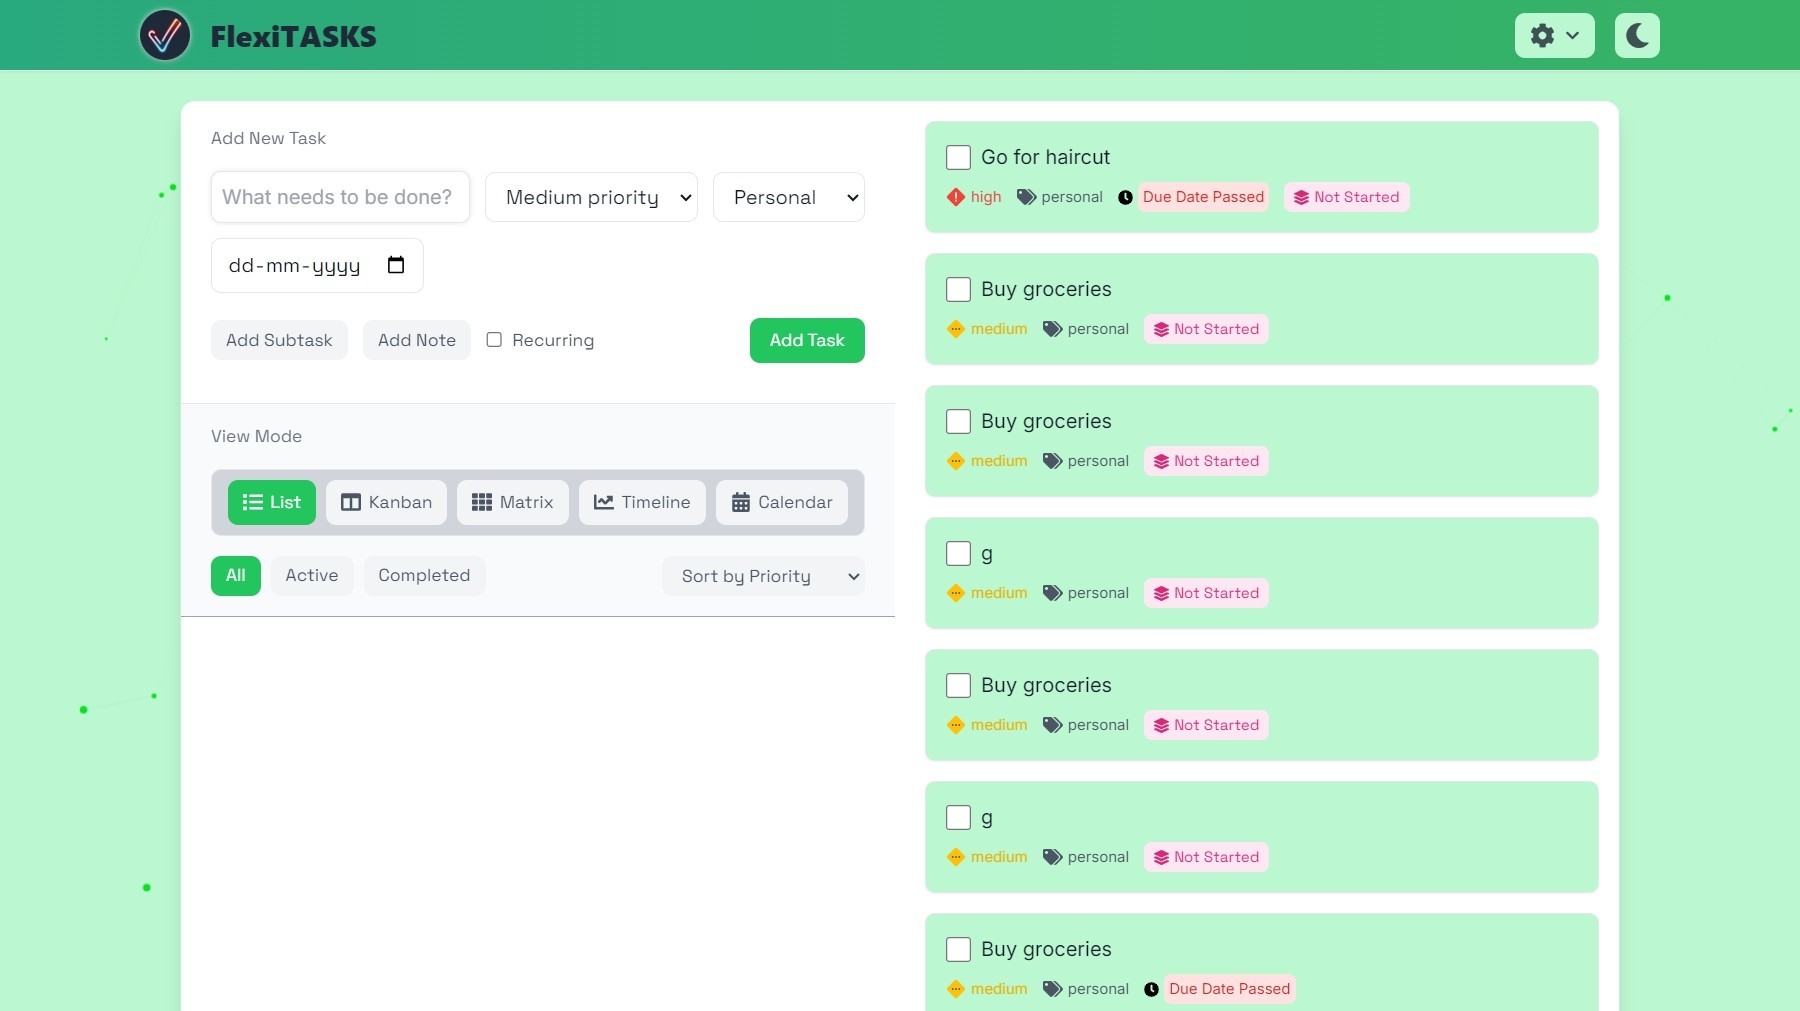 FlexiTASKS
Add New Task
What needs to be done?
Medium priority
Personal
dd-mm-yyyy
Add Subtask
Add Note
Recurring
Add Task
View Mode
List
Kanban
Matrix
Timeline
Calendar
All
Active
Completed
Sort by Priority
Go for haircut
high personal Due Date Passed Not Started
Buy groceries
medium personal Not Started
Buy groceries
medium personal Not Started
g
medium personal Not Started
Buy groceries
medium personal Not Started
g
medium personal Not Started
Buy groceries
medium personal Due Date Passed